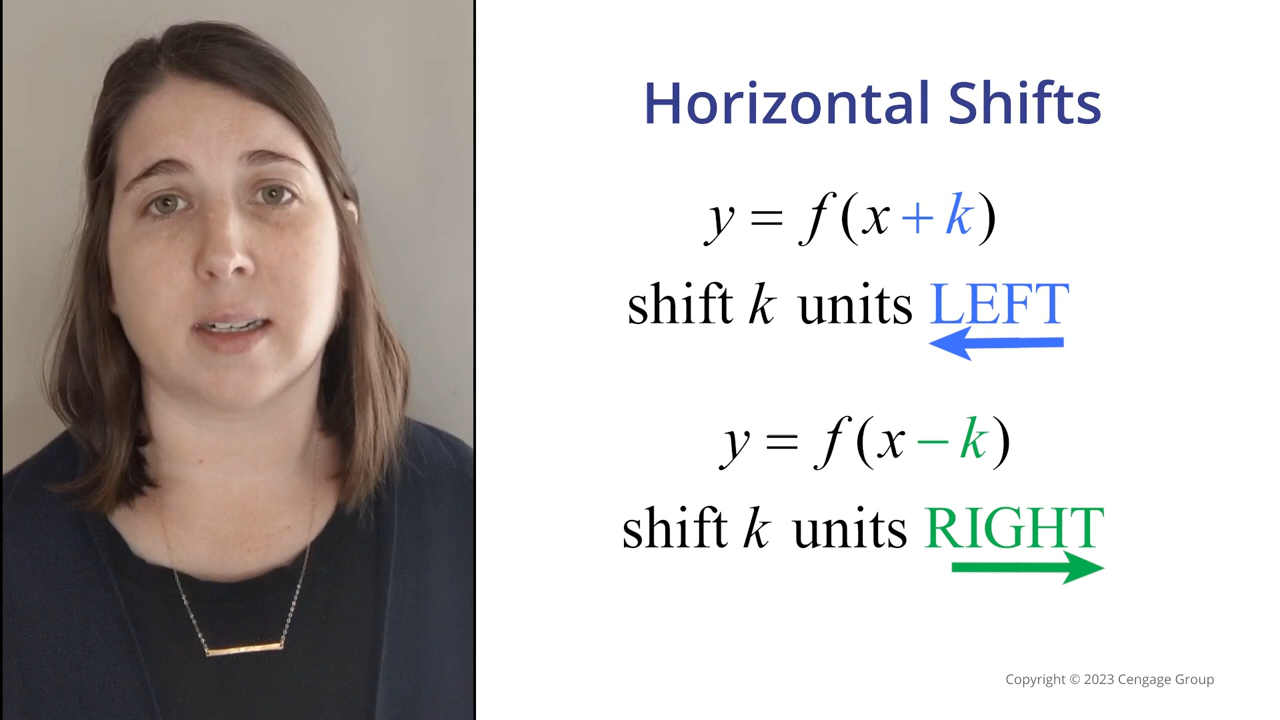 Horizontal Shifts
y = f(x + k)
shift k units LEFT
y = f(x − k)
shift k units RIGHT
Copyright © 2023 Cengage Group